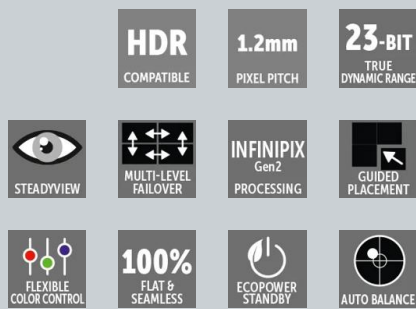 HDR
COMPATIBLE
1.2mm
PIXEL PITCH
23-BIT
TRUE
DYNAMIC RANGE
STEADYVIEW
MULTI-LEVEL
FAILOVER
INFINIPIX
Gen2
PROCESSING
GUIDED
PLACEMENT
FLEXIBLE
COLOR CONTROL
100%
FLAT &
SEAMLESS
ECOPOWER
STANDBY
AUTO BALANCE